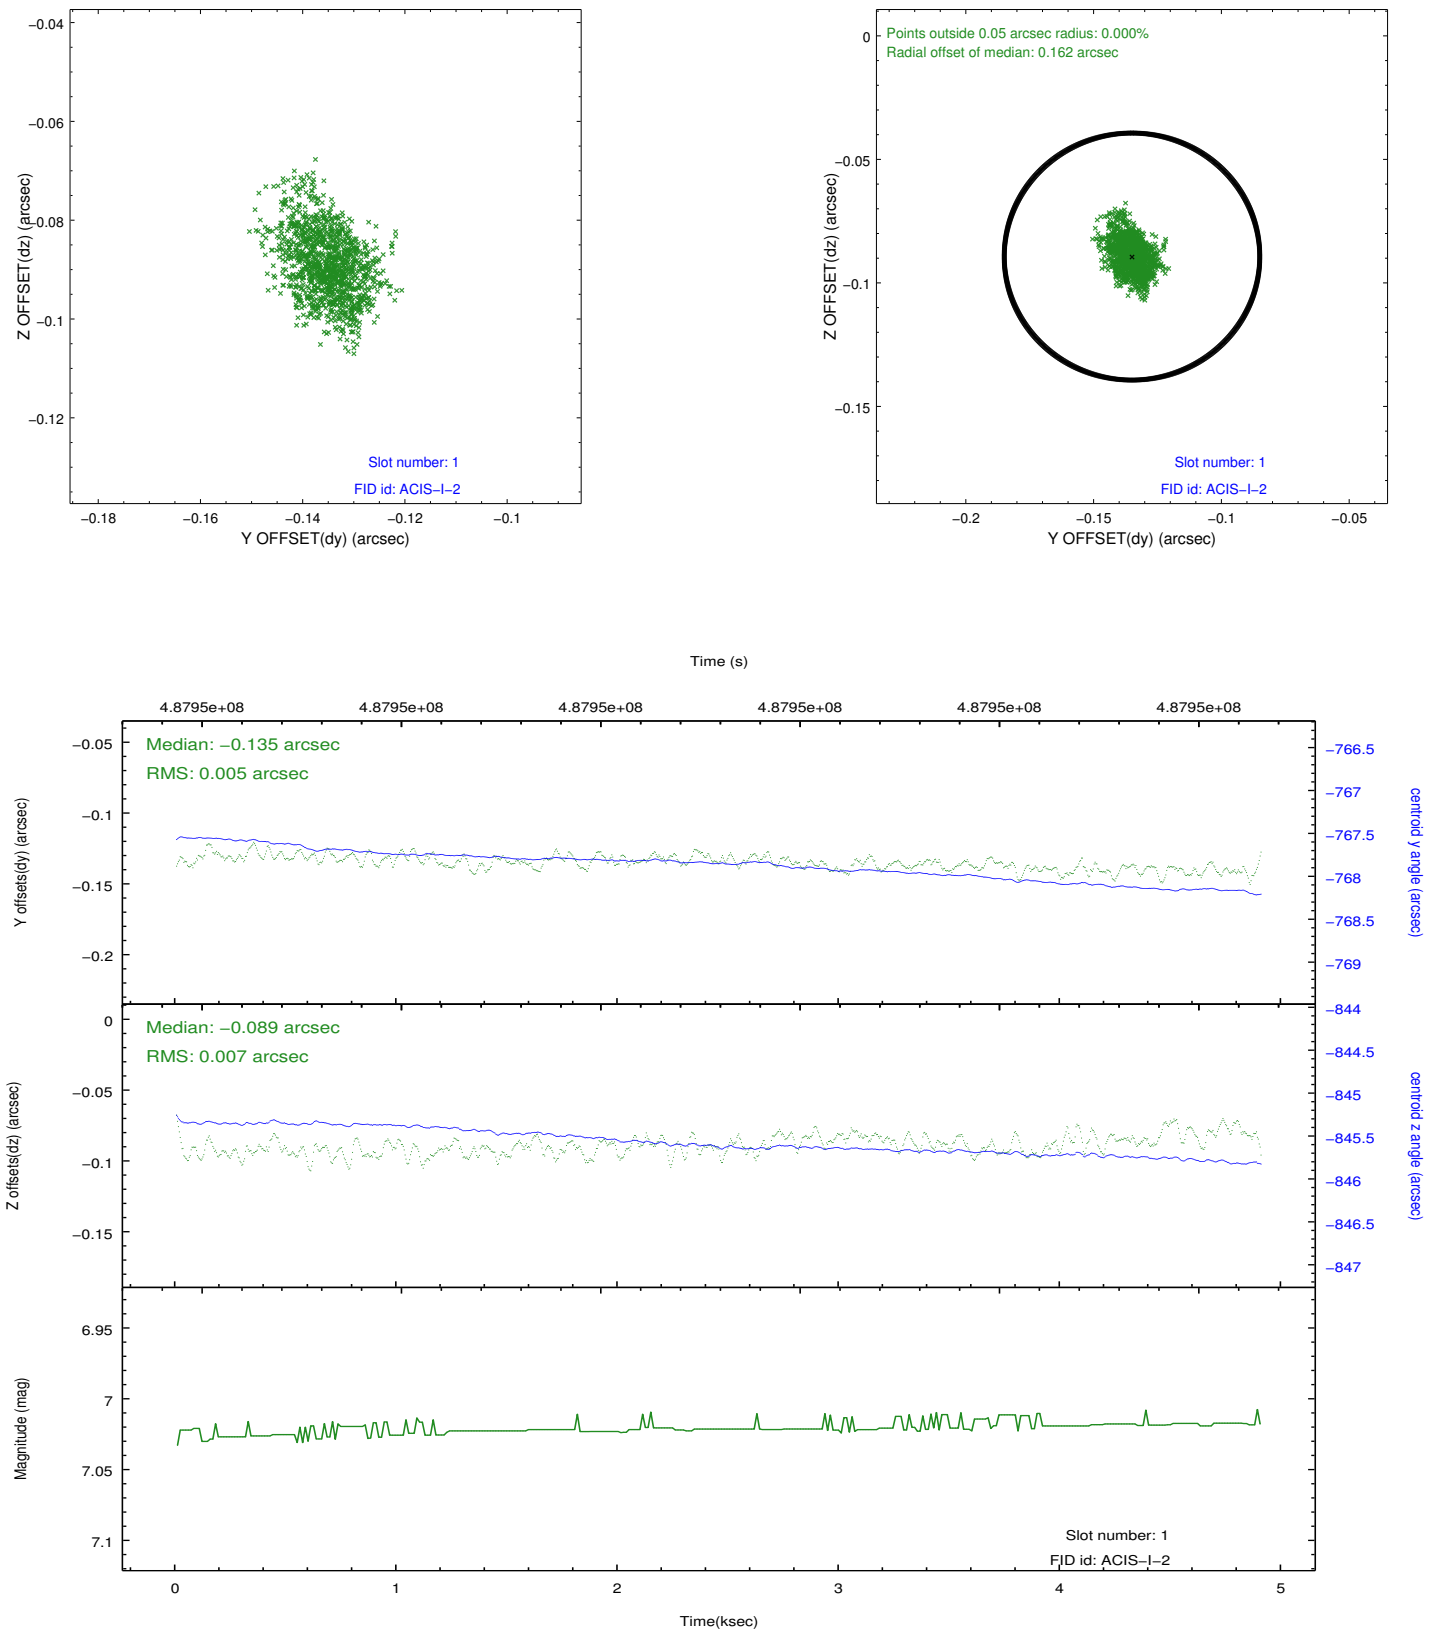 −0.04
−0.06
−0.08
−0.1
−0.12
Z OFFSET(dz) (arcsec)
Slot number: 1
FID id: ACIS−I−2
−0.18 −0.16 −0.14 −0.12 −0.1
Y OFFSET(dy) (arcsec)
Points outside 0.05 arcsec radius: 0.000%
Radial offset of median: 0.162 arcsec
0
−0.05
−0.1
−0.15
Z OFFSET(dz) (arcsec)
Slot number: 1
FID id: ACIS−I−2
−0.2 −0.15 −0.1 −0.05
Y OFFSET(dy) (arcsec)
Time (s)
4.8795e+08 4.8795e+08 4.8795e+08 4.8795e+08 4.8795e+08 4.8795e+08
Median: −0.135 arcsec
RMS: 0.005 arcsec
−0.05
−0.1
−0.15
−0.2
Y offsets(dy) (arcsec)
−766.5
−767
−767.5
−768
−768.5
−769
centroid y angle (arcsec)
Median: −0.089 arcsec
RMS: 0.007 arcsec
0
−0.05
−0.1
−0.15
Z offsets(dz) (arcsec)
−844
−844.5
−845
−845.5
−846
−846.5
−847
centroid z angle (arcsec)
6.95
7
7.05
7.1
Magnitude (mag)
Slot number: 1
FID id: ACIS−I−2
0 1 2 3 4 5
Time(ksec)